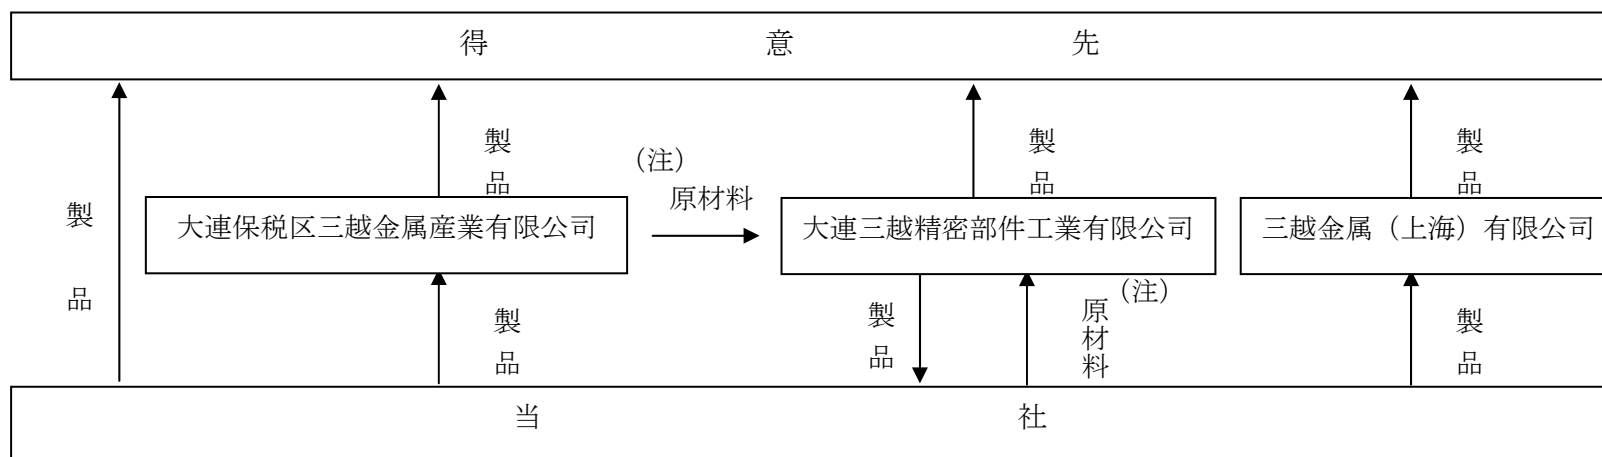 得意先
製品
製品
(注)
原材料
製品
製品
大連保税区三越金属産業有限公司
大連三越精密部件工業有限公司
三越金属（上海）有限公司
製品
製品
原材料
(注)
製品
当社